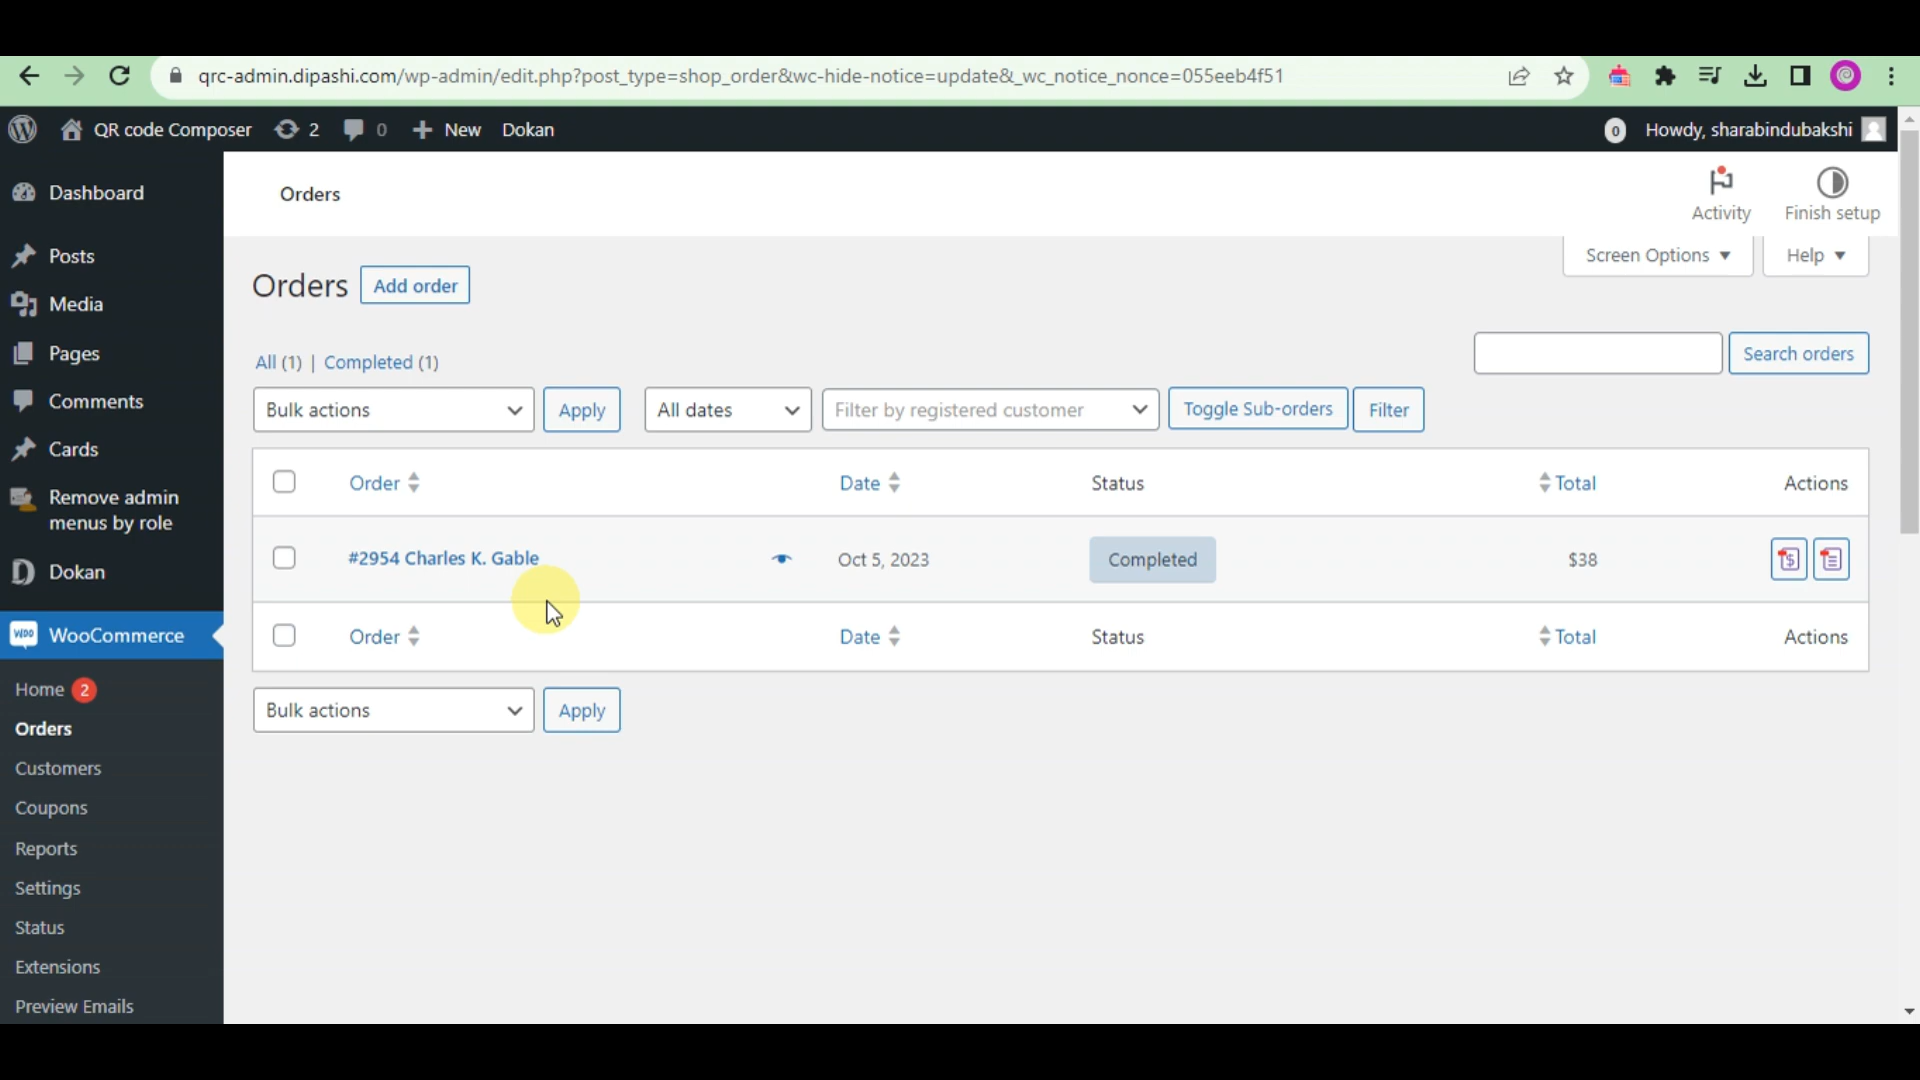 qrc-admin.dipashi.com/wp-admin/edit.php?post_type=shop_order&wc-hide-notice=update&_wc_notice_nonce=055eeb4f51
QR code Composer 2 0 New Dokan 0 Howdy, sharabindubakshi
Dashboard
Posts
Media
Pages
Comments
Cards
Remove admin
menus by role
Dokan
WOO WooCommerce
Home 2
Orders
Customers
Coupons
Reports
Settings
Status
Extensions
Preview Emails
Orders
Activity Finish setup
Screen Options Help
Orders Add order
All (1) | Completed (1)
Search orders
Bulk actions Apply All dates Filter by registered customer Toggle Sub-orders Filter
Order Date Status Total Actions
#2954 Charles K. Gable Oct 5, 2023 Completed $38
Order Date Status Total Actions
Bulk actions Apply